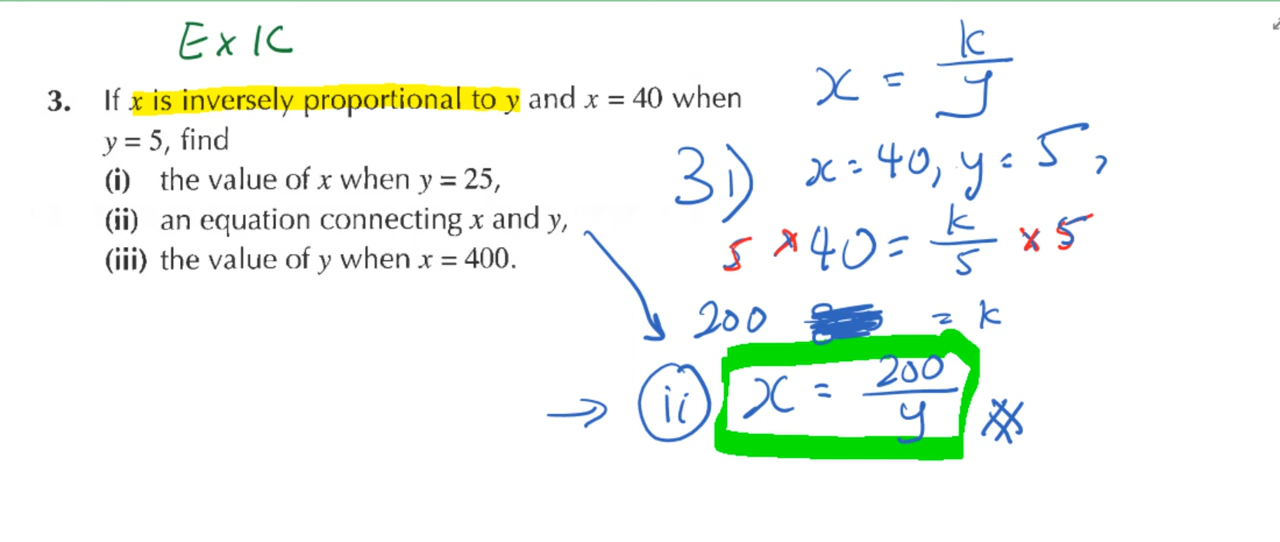 Ex 1C
3. If x is inversely proportional to y and x = 40 when
y = 5, find
(i) the value of x when y = 25,
(ii) an equation connecting x and y,
(iii) the value of y when x = 400.
x = k/y
3i) x = 40, y = 5,
5 × 40 = k/5 × 5
200 = k
⇒ (ii) x = 200/y